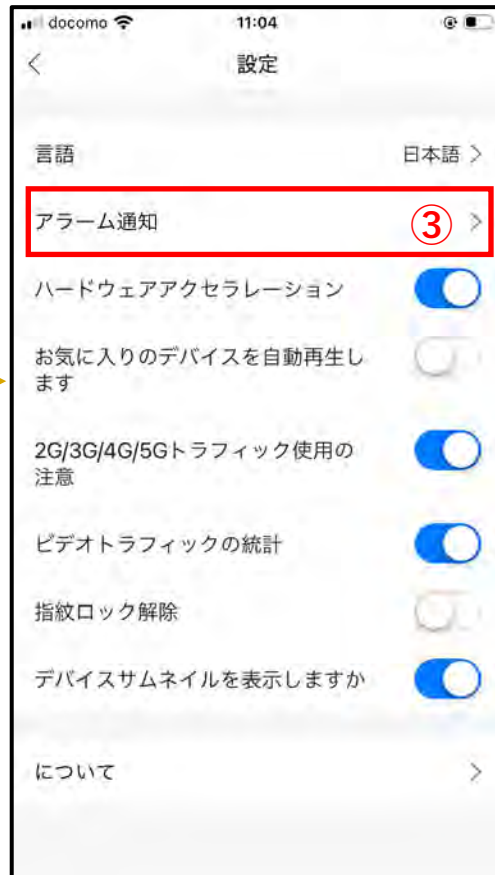 docomo 11:04
設定
言語 日本語
アラーム通知 ③
ハードウェアアクセラレーション
お気に入りのデバイスを自動再生し
ます
2G/3G/4G/5Gトラフィック使用の
注意
ビデオトラフィックの統計
指紋ロック解除
デバイスサムネイルを表示しますか
について